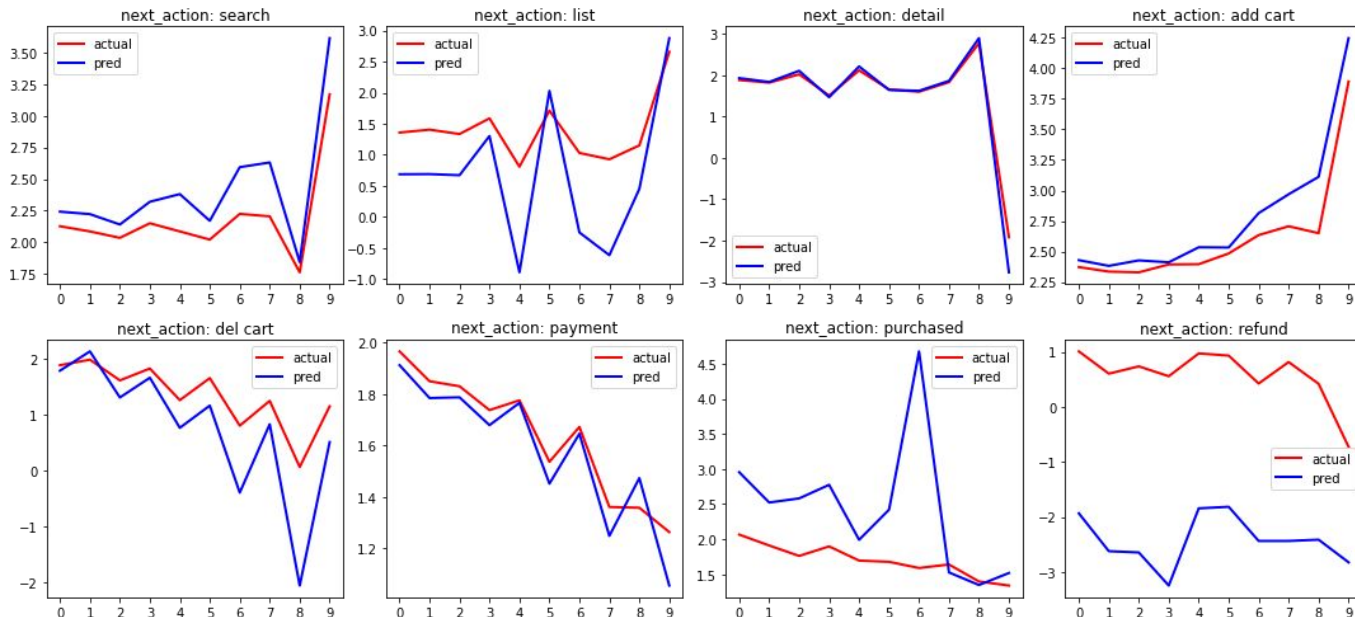 next_action: search
actual
pred
3.50
3.25
3.00
2.75
2.50
2.25
2.00
1.75
0 1 2 3 4 5 6 7 8 9
next_action: list
actual
pred
3.0
2.5
2.0
1.5
1.0
0.5
0.0
−0.5
−1.0
0 1 2 3 4 5 6 7 8 9
next_action: detail
3
2
1
0
−1
−2
−3
actual
pred
0 1 2 3 4 5 6 7 8 9
next_action: add cart
actual
pred
4.25
4.00
3.75
3.50
3.25
3.00
2.75
2.50
2.25
0 1 2 3 4 5 6 7 8 9
next_action: del cart
actual
pred
2
1
0
−1
−2
0 1 2 3 4 5 6 7 8 9
next_action: payment
actual
pred
2.0
1.8
1.6
1.4
1.2
0 1 2 3 4 5 6 7 8 9
next_action: purchased
actual
pred
4.5
4.0
3.5
3.0
2.5
2.0
1.5
0 1 2 3 4 5 6 7 8 9
next_action: refund
1
0
−1
−2
−3
actual
pred
0 1 2 3 4 5 6 7 8 9